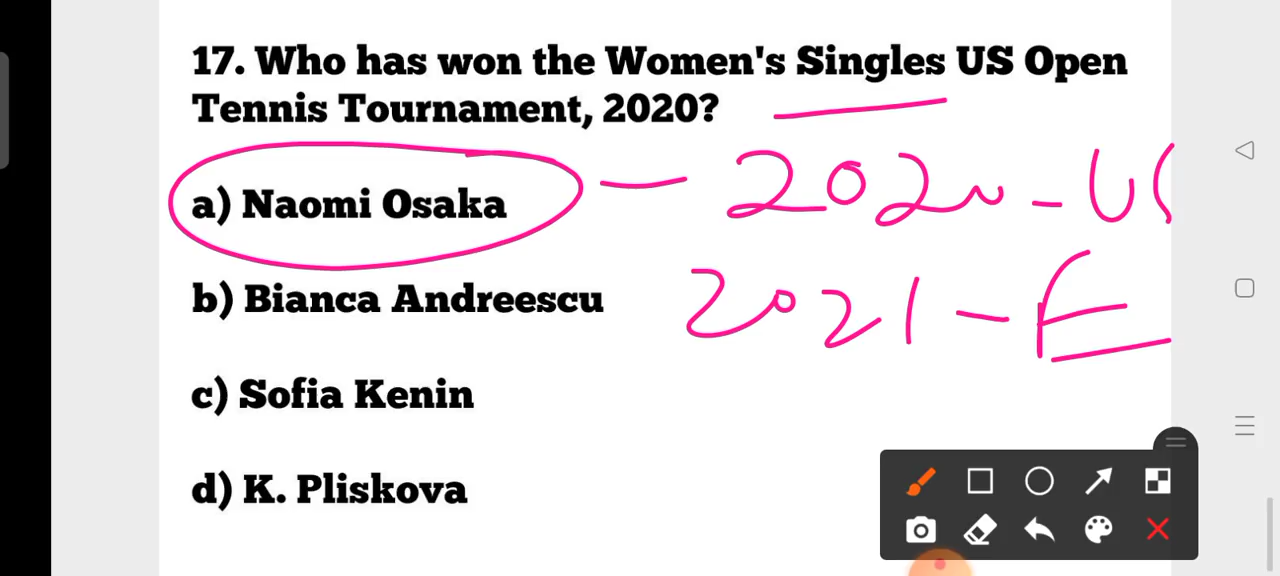 17. Who has won the Women's Singles US Open
Tennis Tournament, 2020?
a) Naomi Osaka
— 2020 - US
2021 - F
b) Bianca Andreescu
c) Sofia Kenin
d) K. Pliskova